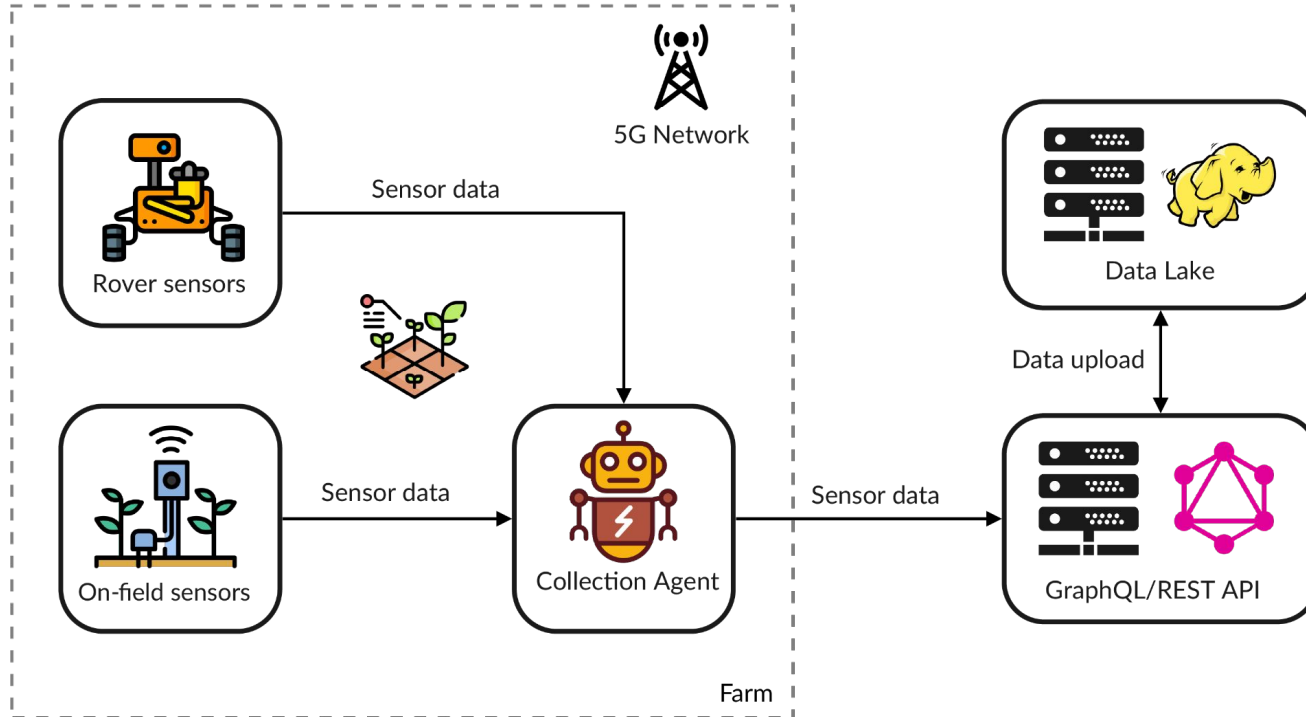 5G Network
Sensor data
Rover sensors
Data Lake
Data upload
Sensor data
Sensor data
On-field sensors
Collection Agent
GraphQL/REST API
Farm